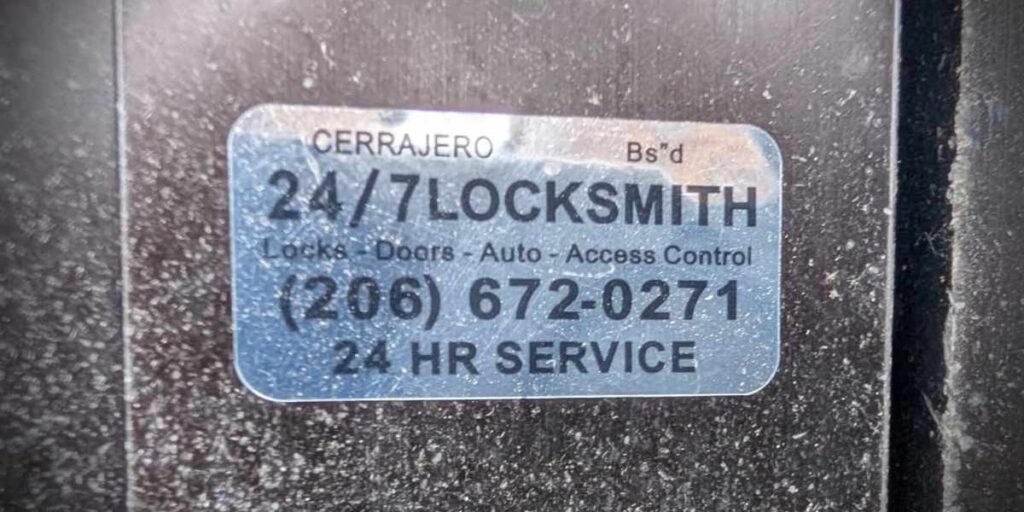 CERRAJERO Bs"d
24/7LOCKSMITH
Locks - Doors - Auto - Access Control
(206) 672-0271
24 HR SERVICE